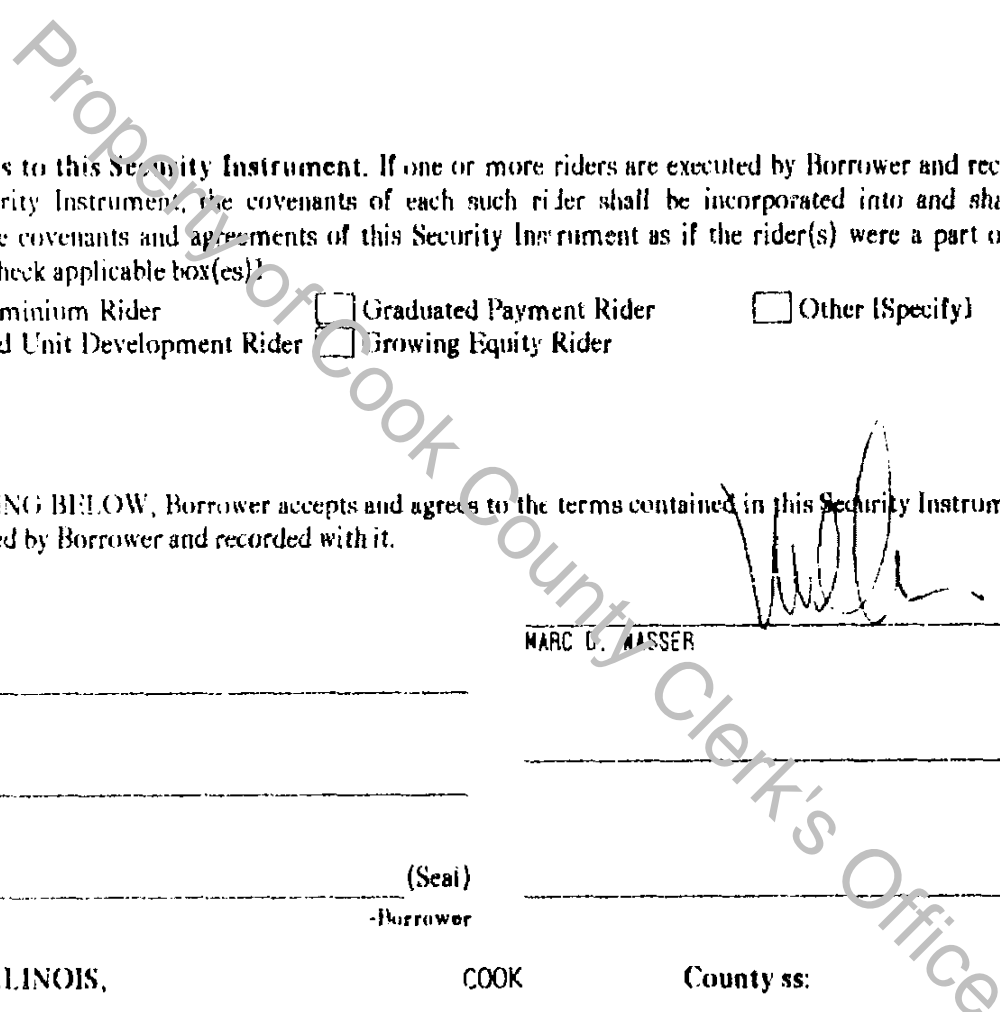 s to this Security Instrument. If one or more riders are executed by Borrower and rec
rity Instrument, the covenants of each such rider shall be incorporated into and sha
e covenants and agreements of this Security Instrument as if the rider(s) were a part o
heck applicable box(es)]
minium Rider Graduated Payment Rider Other [Specify]
d Unit Development Rider Growing Equity Rider
NG BELOW, Borrower accepts and agrees to the terms contained in this Security Instrum
ed by Borrower and recorded with it.
MARC D. WASSER
(Seal)
-Borrower
LLINOIS, COOK County ss:
Property of Cook County Clerk's Office